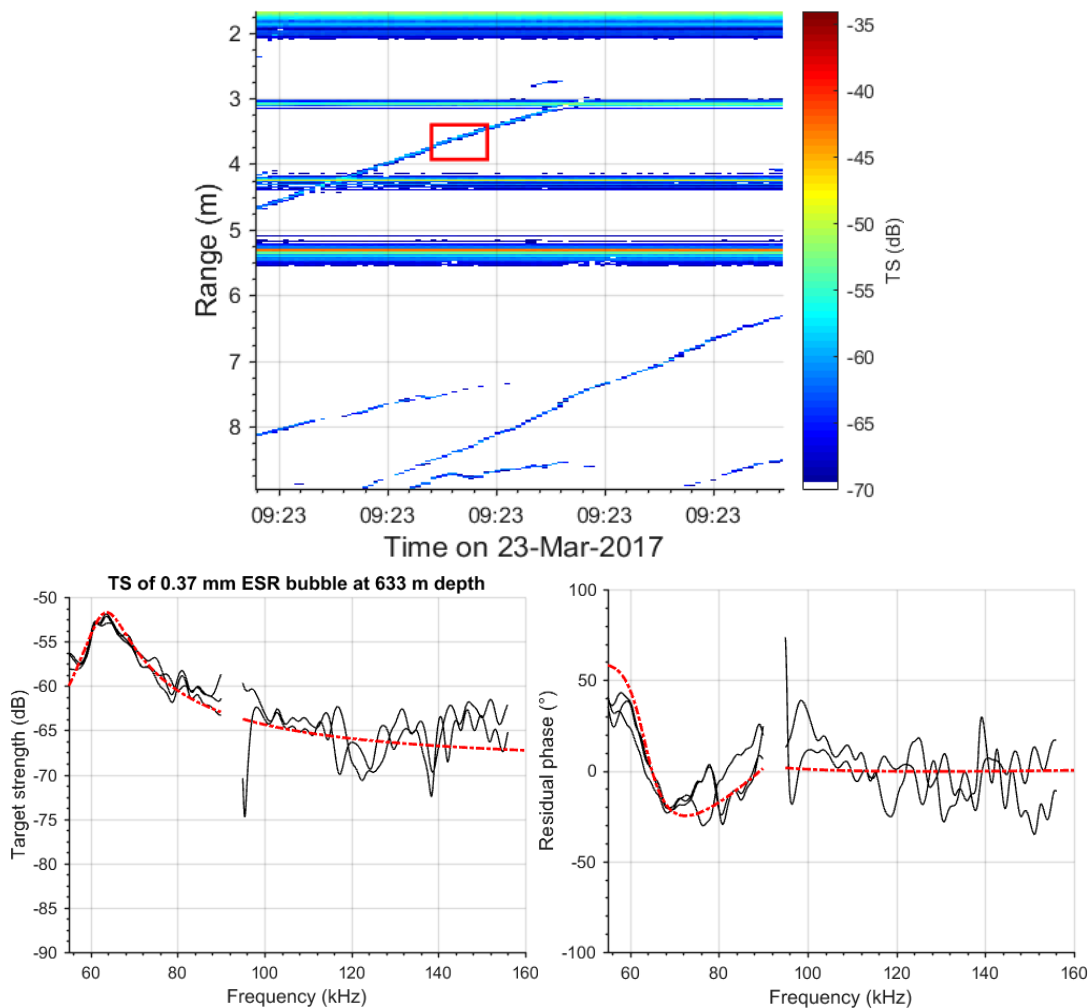 2
3
4
5
6
7
8
Range (m)
09:23 09:23 09:23 09:23 09:23
Time on 23-Mar-2017
-35
-40
-45
-50
-55
-60
-65
-70
TS (dB)
TS of 0.37 mm ESR bubble at 633 m depth
-50
-55
-60
-65
-70
-75
-80
-85
-90
Target strength (dB)
60 80 100 120 140 160
Frequency (kHz)
100
50
0
-50
-100
Residual phase (°)
60 80 100 120 140 160
Frequency (kHz)